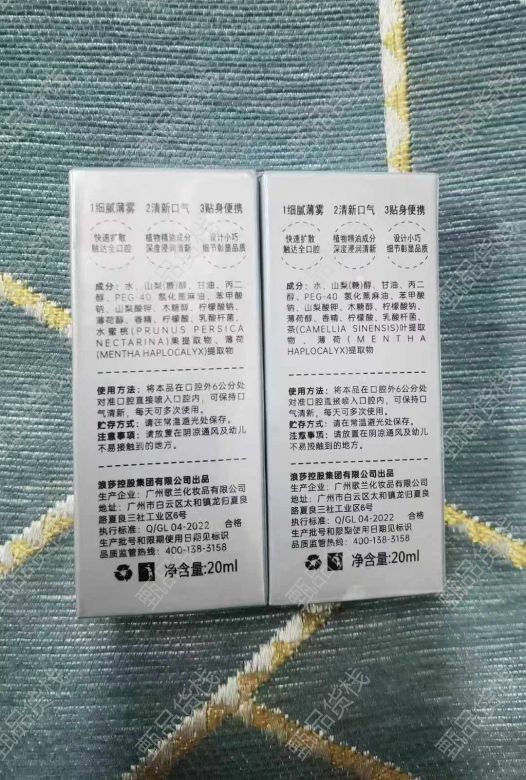 1细腻薄雾 2清新口气 3贴身便携
快速扩散 植物精油成分 设计小巧
触达全口腔 深度浸润清新 细节彰显品质
成分：水、山梨(糖)醇、甘油、丙二
醇、PEG-40 氢化蓖麻油、苯甲酸
钠、山梨酸钾、木糖醇、柠檬酸钠、
薄荷醇、香精、柠檬酸、乳酸杆菌、
水蜜桃(PRUNUS PERSICA
NECTARINA)果提取物、薄荷
(MENTHA HAPLOCALYX)提取物
使用方法：将本品在口腔外6公分处
对准口腔直接喷入口腔内，可保持口
气清新，每天可多次使用。
贮存方式：请在常温避光处保存。
注意事项：请放置在阴凉通风及幼儿
不易接触到的地方。
浪莎控股集团有限公司出品
生产企业：广州歌兰化妆品有限公司
地址：广州市白云区太和镇龙归夏良
路夏良三社工业区6号
执行标准：Q/GL 04-2022 合格
生产批号和限期使用日期见标识
品质监管热线：400-138-3158
净含量:20ml
1细腻薄雾 2清新口气 3贴身便携
快速扩散 植物精油成分 设计小巧
触达全口腔 深度浸润清新 细节彰显品质
成分：水、山梨(糖)醇、甘油、丙二
醇、PEG-40 氢化蓖麻油、苯甲酸
钠、山梨酸钾、木糖醇、柠檬酸钠、
薄荷醇、香精、柠檬酸、乳酸杆菌、
茶(CAMELLIA SINENSIS)叶提取
物、薄荷(MENTHA
HAPLOCALYX)提取物
使用方法：将本品在口腔外6公分处
对准口腔直接喷入口腔内，可保持口
气清新，每天可多次使用。
贮存方式：请在常温避光处保存。
注意事项：请放置在阴凉通风及幼儿
不易接触到的地方。
浪莎控股集团有限公司出品
生产企业：广州歌兰化妆品有限公司
地址：广州市白云区太和镇龙归夏良
路夏良三社工业区6号
执行标准：Q/GL 04-2022 合格
生产批号和限期使用日期见标识
品质监管热线：400-138-3158
净含量:20ml
甄品货栈